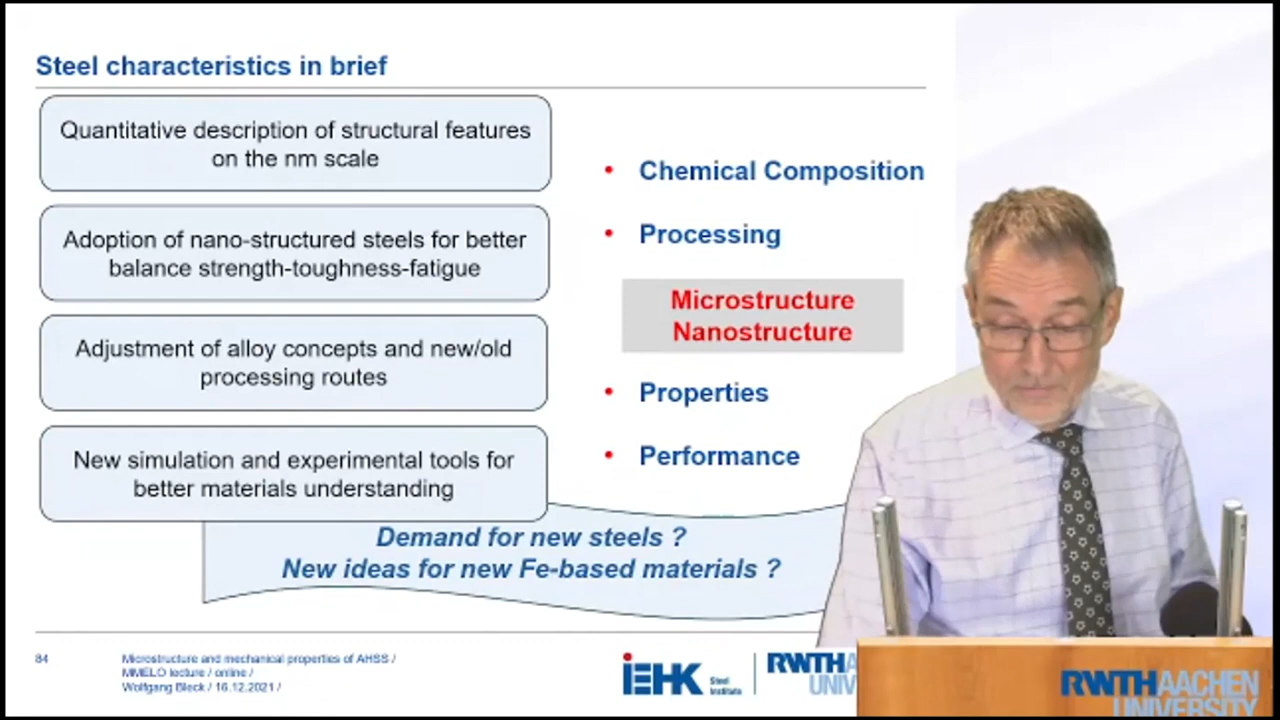 Steel characteristics in brief
Quantitative description of structural features
on the nm scale
Adoption of nano-structured steels for better
balance strength-toughness-fatigue
Adjustment of alloy concepts and new/old
processing routes
New simulation and experimental tools for
better materials understanding
• Chemical Composition
• Processing
Microstructure
Nanostructure
• Properties
• Performance
Demand for new steels ?
New ideas for new Fe-based materials ?
84
Microstructure and mechanical properties of AHSS /
MMELO lecture / online /
Wolfgang Bleck / 16.12.2021 /
iEHK Steel
Institute
RWTHA
UNIV
RWTHAACHEN
UNIVERSITY